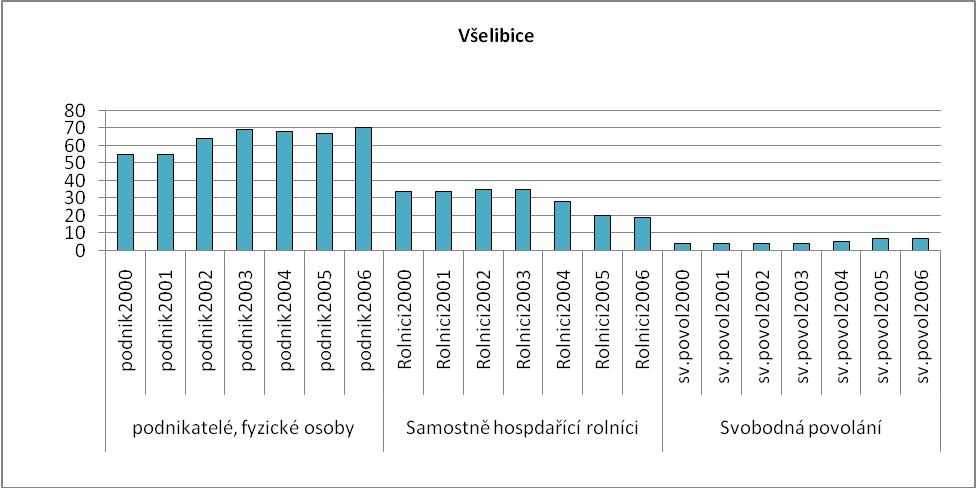 Všelibice
80
70
60
50
40
30
20
10
0
podnik2000
podnik2001
podnik2002
podnik2003
podnik2004
podnik2005
podnik2006
Rolnici2000
Rolnici2001
Rolnici2002
Rolnici2003
Rolnici2004
Rolnici2005
Rolnici2006
sv.povol2000
sv.povol2001
sv.povol2002
sv.povol2003
sv.povol2004
sv.povol2005
sv.povol2006
podnikatelé, fyzické osoby
Samostně hospdařící rolníci
Svobodná povolání